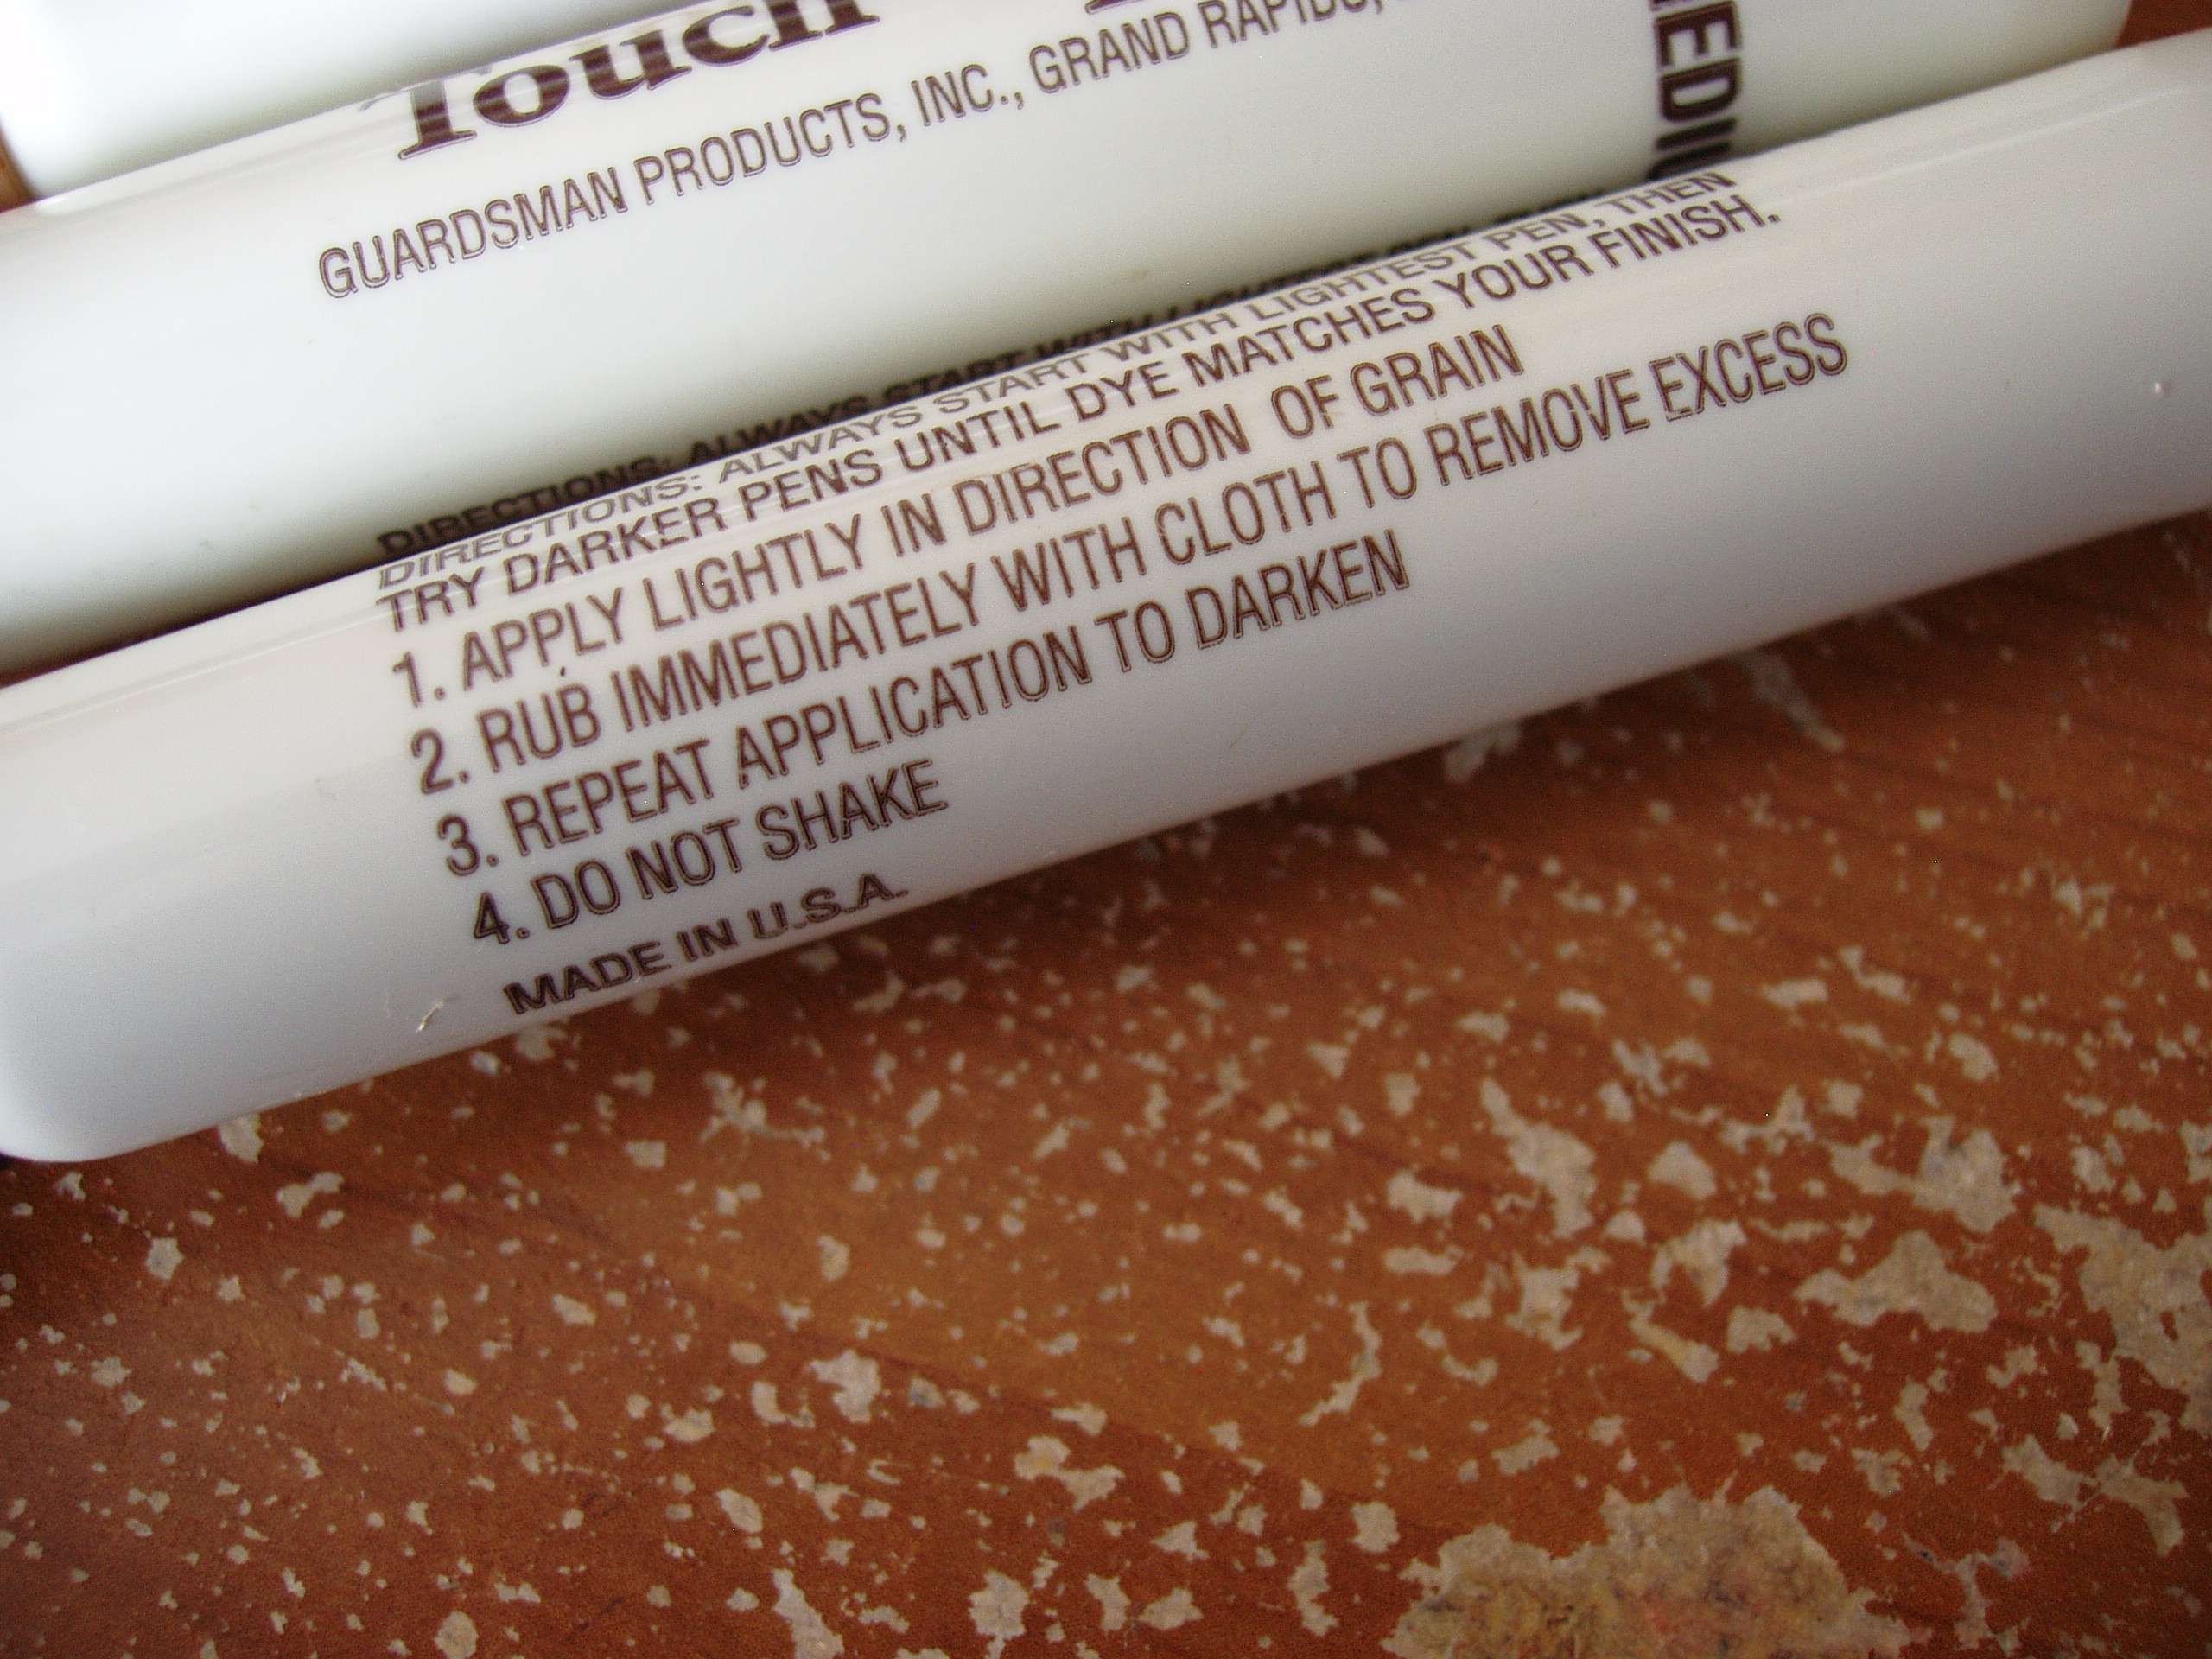 Touch
GUARDSMAN PRODUCTS, INC., GRAND RAPIDS,
DIRECTIONS: ALWAYS START WITH LIGHTEST PEN, THEN
TRY DARKER PENS UNTIL DYE MATCHES YOUR FINISH.
1. APPLY LIGHTLY IN DIRECTION OF GRAIN
2. RUB IMMEDIATELY WITH CLOTH TO REMOVE EXCESS
3. REPEAT APPLICATION TO DARKEN
4. DO NOT SHAKE
MADE IN U.S.A.